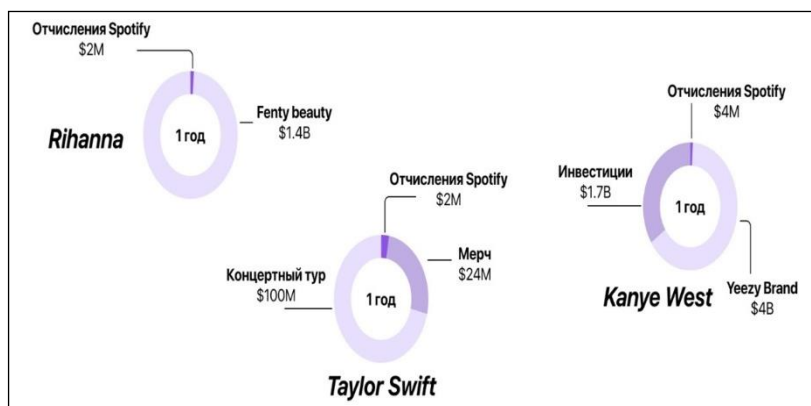 Отчисления Spotify
$2M
Rihanna
1 год
Fenty beauty
$1.4B
Отчисления Spotify
$2M
Концертный тур
$100M
1 год
Мерч
$24M
Taylor Swift
Отчисления Spotify
$4M
Инвестиции
$1.7B
1 год
Yeezy Brand
$4B
Kanye West